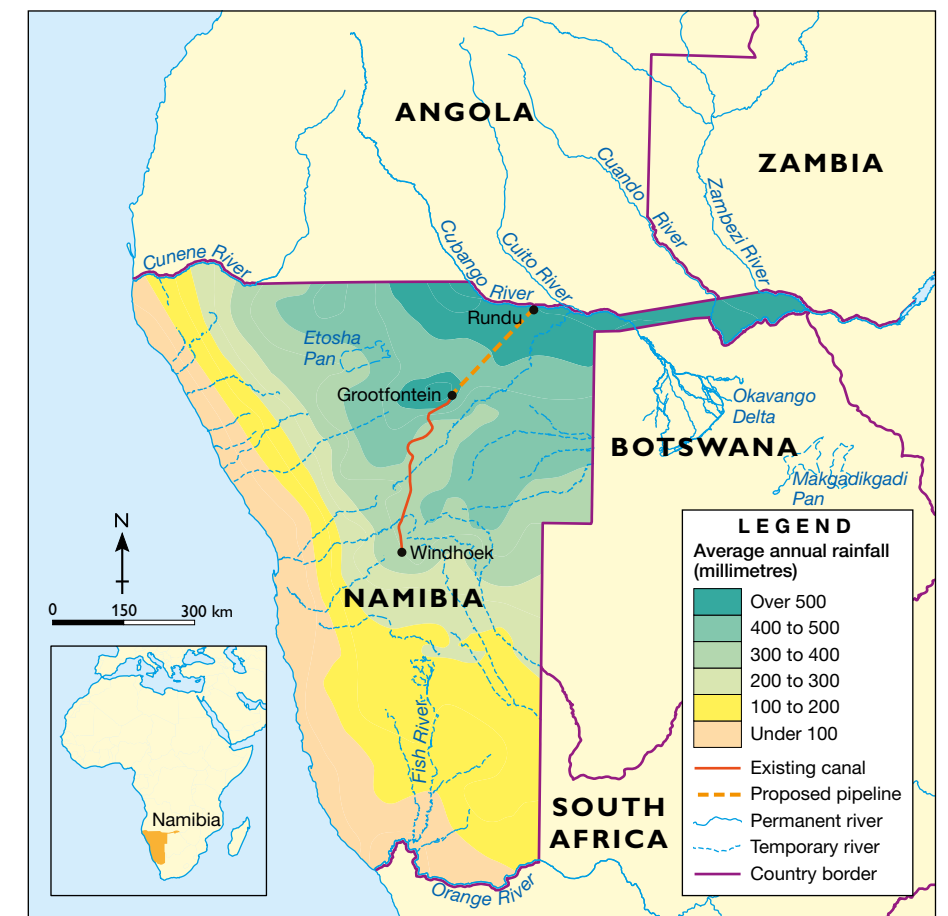 ANGOLA
ZAMBIA
Cuando River
Zambezi River
Cunene River
Cubango River
Cuito River
Rundu
Etosha
Pan
Grootfontein
Okavango
Delta
BOTSWANA
Makgadikgadi
Pan
N
Windhoek
NAMIBIA
0 150 300 km
Fish River
SOUTH
AFRICA
Orange River
Namibia
LEGEND
Average annual rainfall
(millimetres)
Over 500
400 to 500
300 to 400
200 to 300
100 to 200
Under 100
Existing canal
Proposed pipeline
Permanent river
Temporary river
Country border